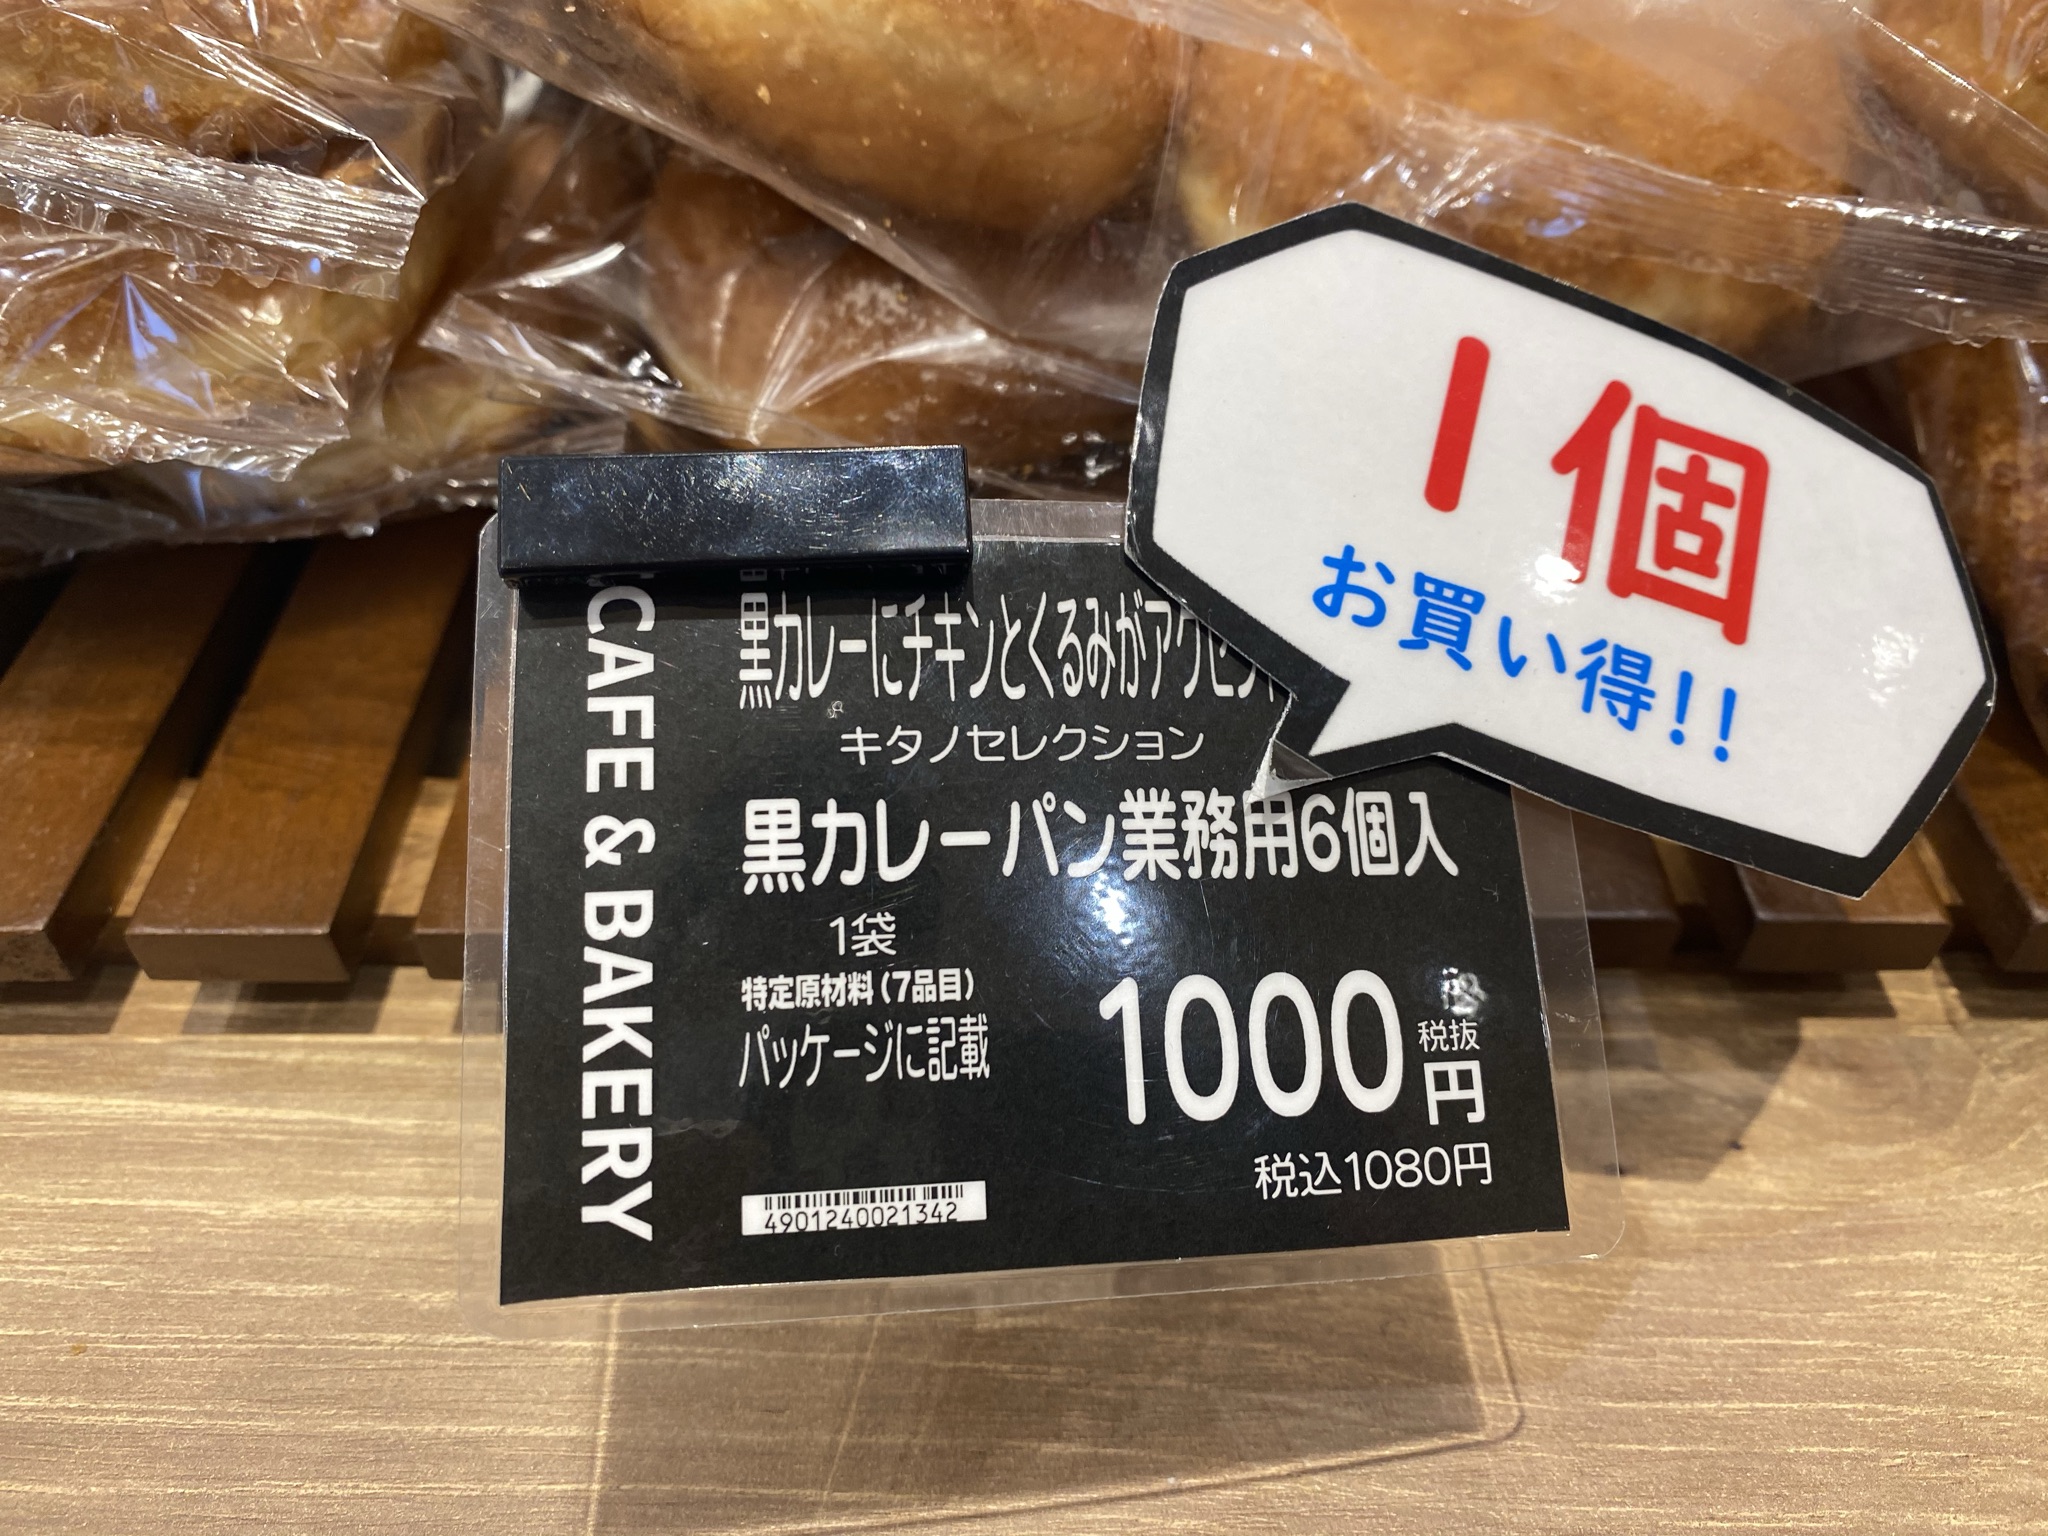 1個
お買い得!!
CAFE & BAKERY
黒カレーにチキンとくるみがアクセント
キタノセレクション
黒カレーパン業務用6個入
1袋
特定原材料(7品目)
パッケージに記載
1000
税抜
円
税込1080円
4901240021342